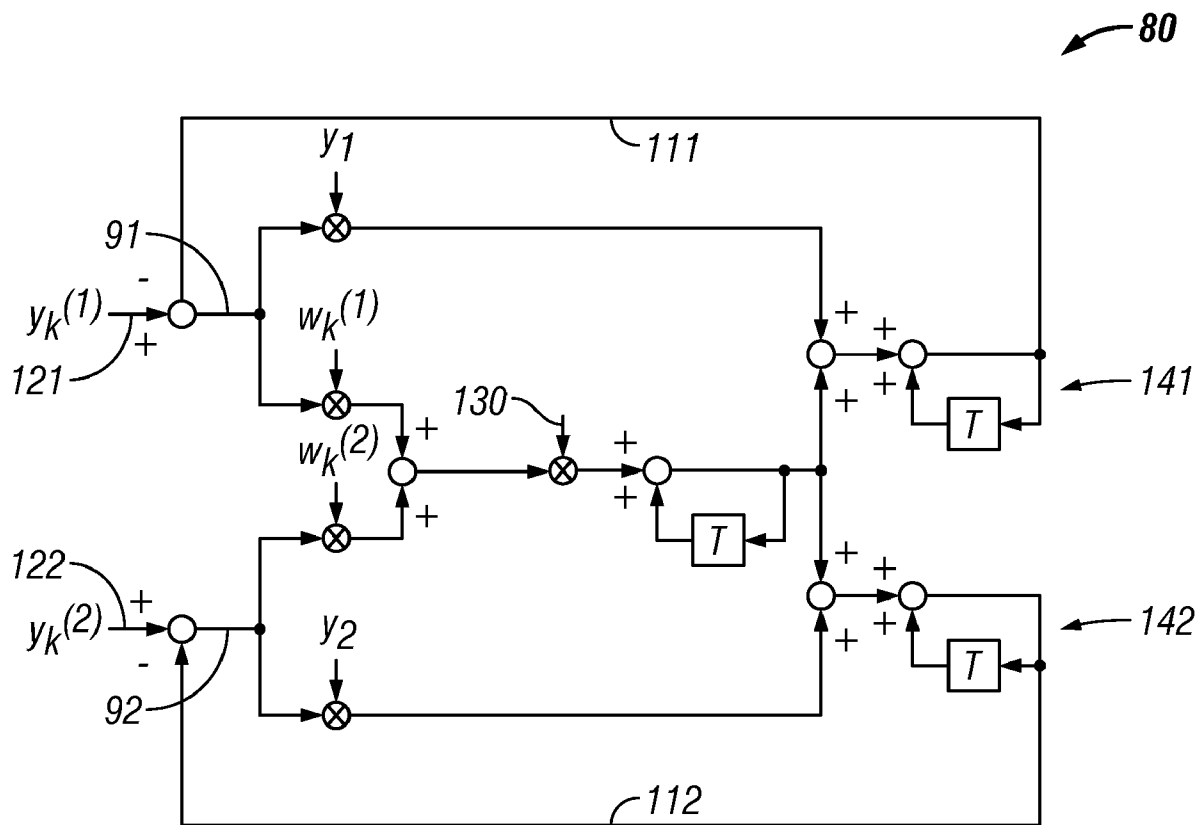 80
y1
111
91
-
yk(1)
+
wk(1)
121
+
+
+
+
141
130
+
wk(2)
+
T
+
+
T
122
+
yk(2)
-
y2
+
+
+
+
142
T
92
112